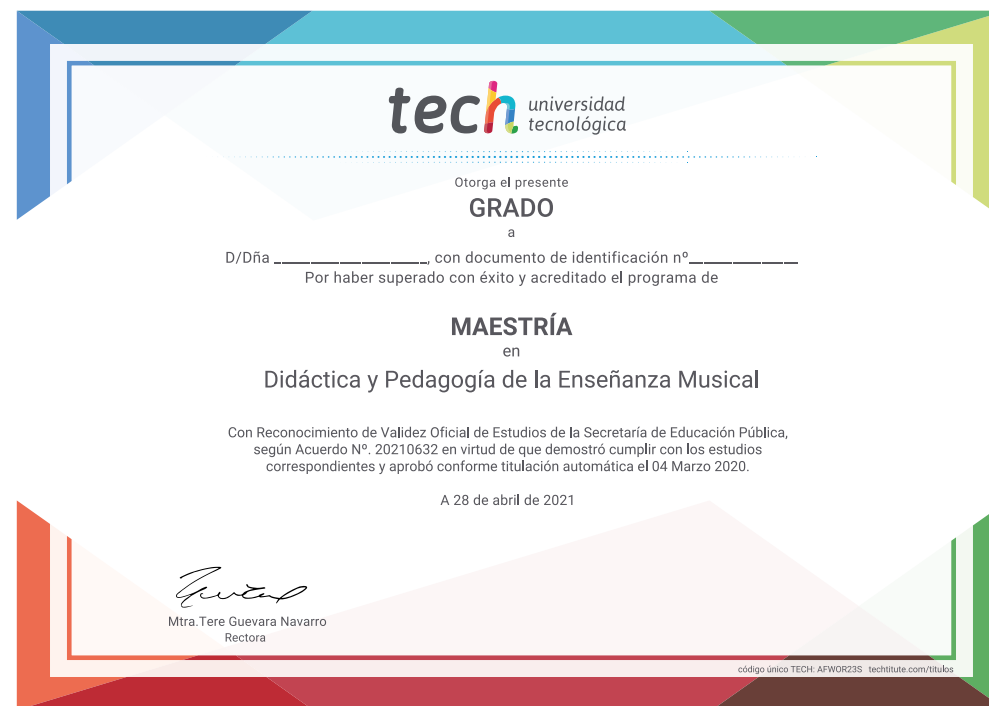 tech universidad
tecnológica
Otorga el presente
GRADO
a
D/Dña ____________________, con documento de identificación nº______________
Por haber superado con éxito y acreditado el programa de
MAESTRÍA
en
Didáctica y Pedagogía de la Enseñanza Musical
Con Reconocimiento de Validez Oficial de Estudios de la Secretaría de Educación Pública,
según Acuerdo Nº. 20210632 en virtud de que demostró cumplir con los estudios
correspondientes y aprobó conforme titulación automática el 04 Marzo 2020.
A 28 de abril de 2021
Mtra.Tere Guevara Navarro
Rectora
código único TECH: AFWOR23S techtitute.com/titulos